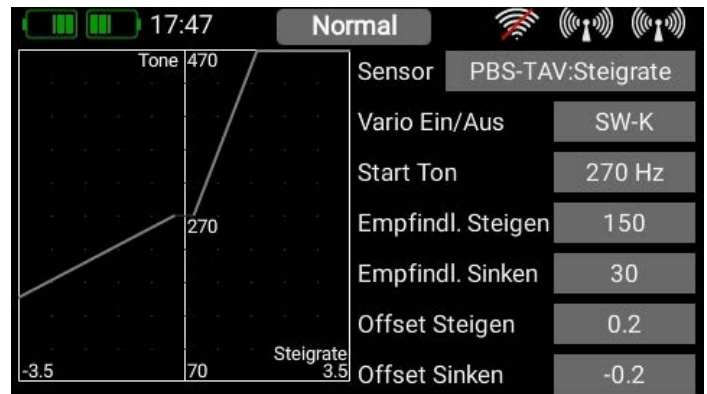 17:47 Normal
Tone 470
270
Steigrate
-3.5 70 3.5
Sensor PBS-TAV:Steigrate
Vario Ein/Aus SW-K
Start Ton 270 Hz
Empfindl. Steigen 150
Empfindl. Sinken 30
Offset Steigen 0.2
Offset Sinken -0.2